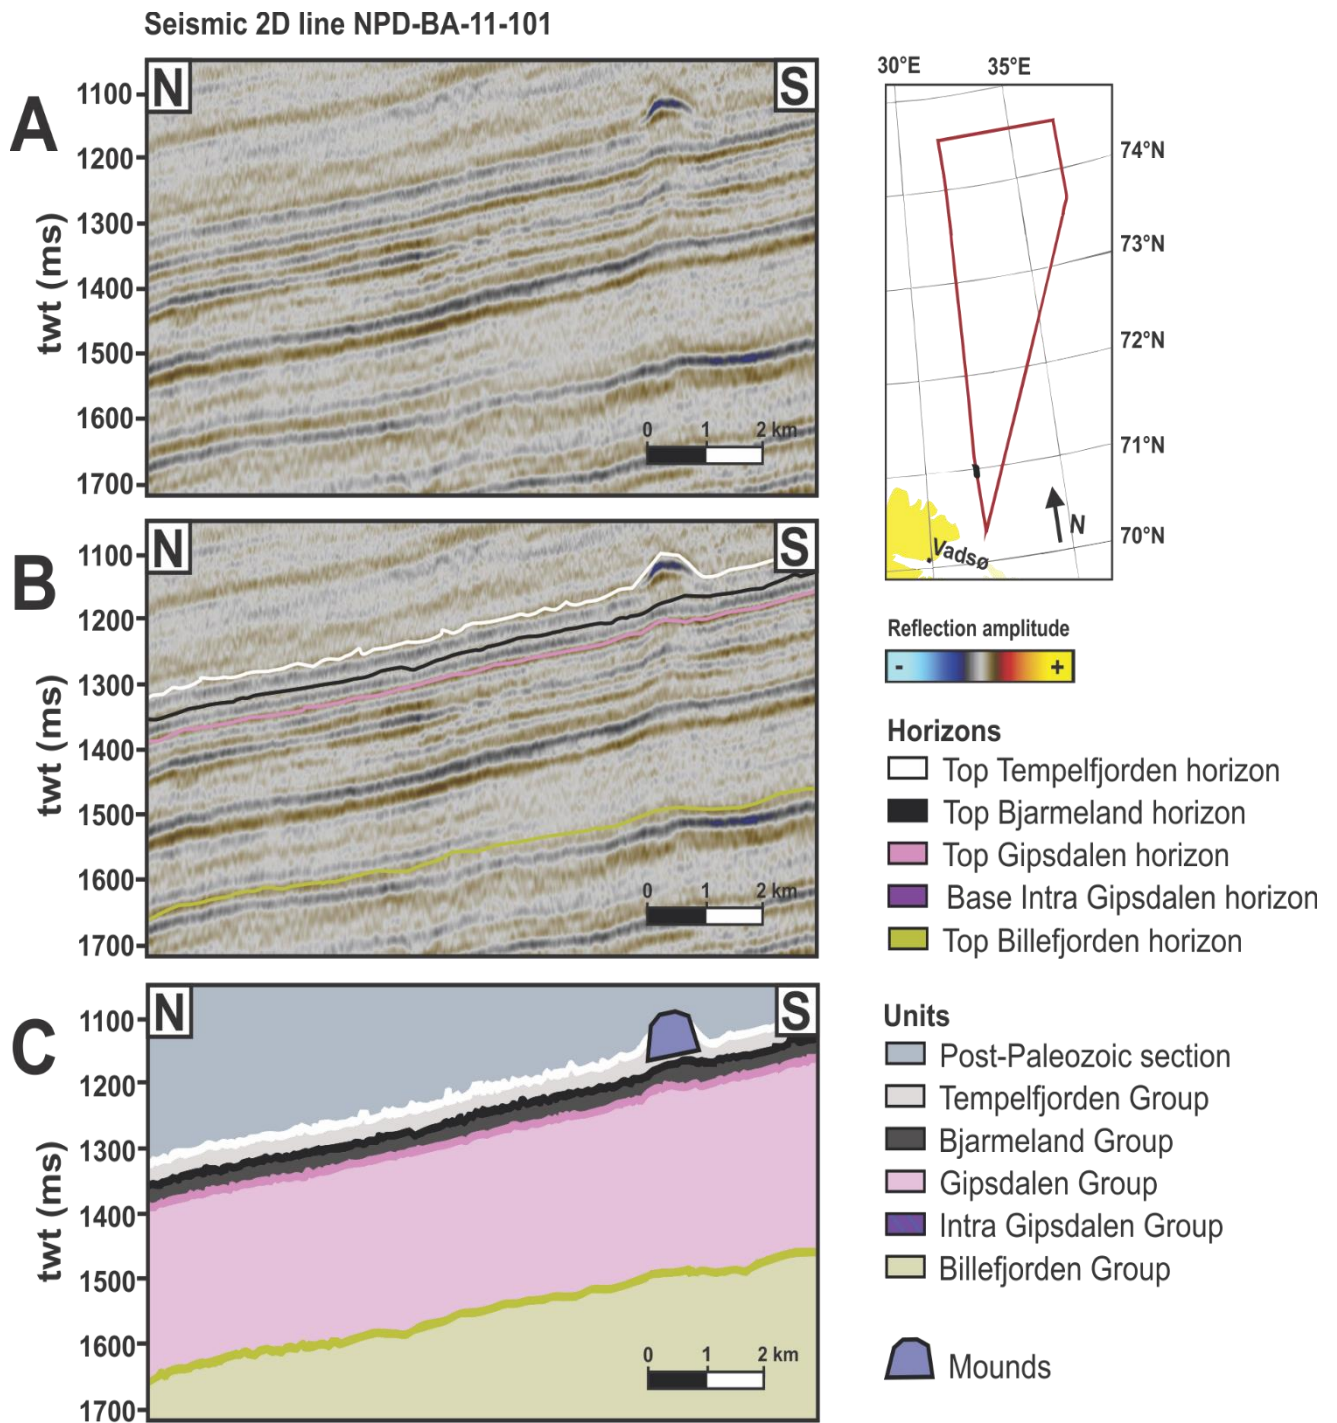 Seismic 2D line NPD-BA-11-101
A
N
S
twt (ms)
1100
1200
1300
1400
1500
1600
1700
0 1 2 km
B
N
S
twt (ms)
1100
1200
1300
1400
1500
1600
1700
0 1 2 km
C
N
S
twt (ms)
1100
1200
1300
1400
1500
1600
1700
0 1 2 km
30°E 35°E
74°N
73°N
72°N
71°N
70°N
N
Vadsø
Reflection amplitude
- +
Horizons
Top Tempelfjorden horizon
Top Bjarmeland horizon
Top Gipsdalen horizon
Base Intra Gipsdalen horizon
Top Billefjorden horizon
Units
Post-Paleozoic section
Tempelfjorden Group
Bjarmeland Group
Gipsdalen Group
Intra Gipsdalen Group
Billefjorden Group
Mounds